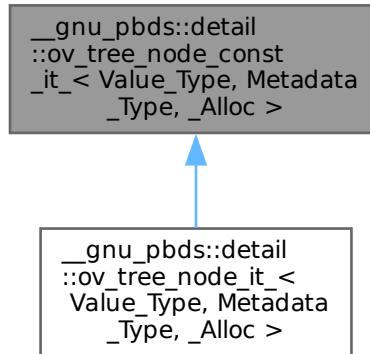 __gnu_pbds::detail
::ov_tree_node_const
_it_< Value_Type, Metadata
_Type, _Alloc >
__gnu_pbds::detail
::ov_tree_node_it_<
Value_Type, Metadata
_Type, _Alloc >